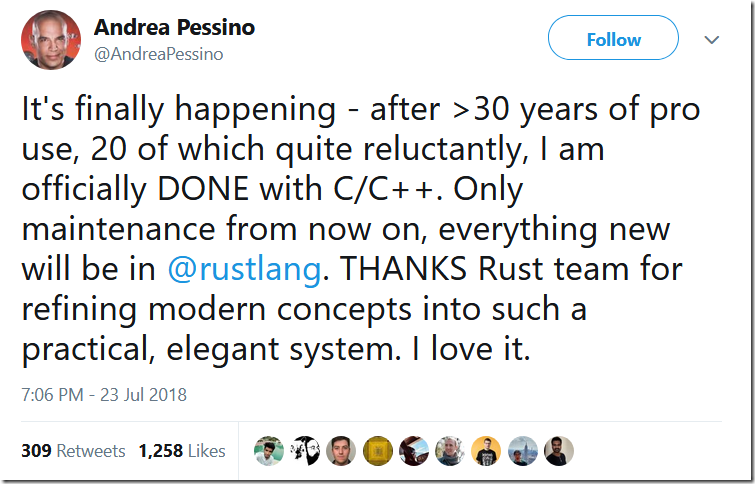 Andrea Pessino
@AndreaPessino
Follow
It's finally happening - after >30 years of pro
use, 20 of which quite reluctantly, I am
officially DONE with C/C++. Only
maintenance from now on, everything new
will be in @rustlang. THANKS Rust team for
refining modern concepts into such a
practical, elegant system. I love it.
7:06 PM - 23 Jul 2018
309 Retweets 1,258 Likes